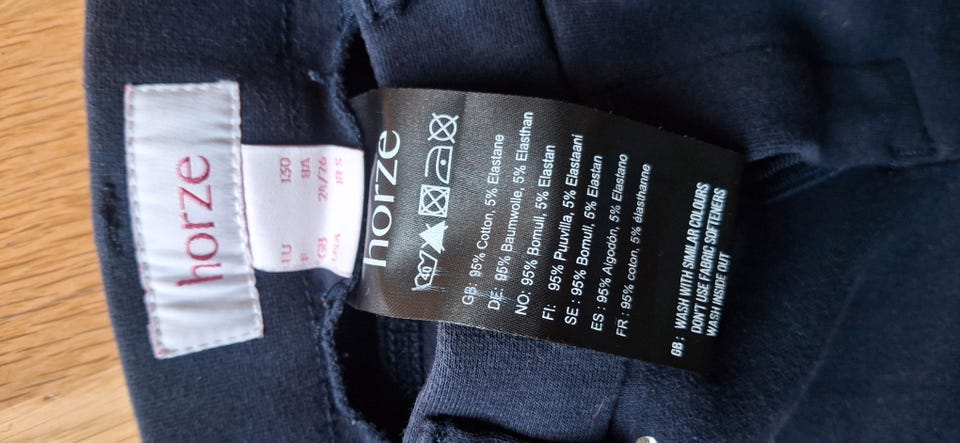 horze
EU 130
F 8A
GB 24/26
USA JR S
horze
GB: 95% Cotton, 5% Elastane
DE: 95% Baumwolle, 5% Elasthan
NO: 95% Bomull, 5% Elastan
FI: 95% Puuvilla, 5% Elastaani
SE : 95% Bomull, 5% Elastan
ES : 95% Algodón, 5% Elastano
FR : 95% coton, 5% élasthanne
GB : WASH WITH SIMILAR COLOURS
DON'T USE FABRIC SOFTENERS
WASH INSIDE OUT